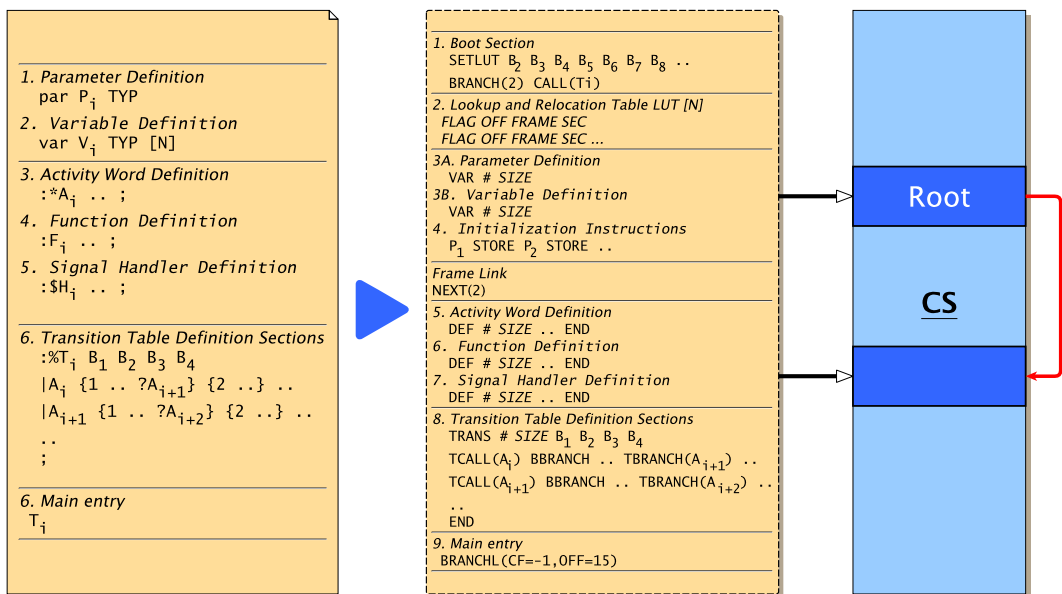 1. Parameter Definition
par Pi TYP
2. Variable Definition
var Vi TYP [N]
3. Activity Word Definition
:*Ai .. ;
4. Function Definition
:Fi .. ;
5. Signal Handler Definition
:$Hi .. ;
6. Transition Table Definition Sections
:%Ti B1 B2 B3 B4
|Ai {1 .. ?Ai+1} {2 ..} ..
|Ai+1 {1 .. ?Ai+2} {2 ..} ..
..
;
6. Main entry
Ti
1. Boot Section
SETLUT B2 B3 B4 B5 B6 B7 B8 ..
BRANCH(2) CALL(Ti)
2. Lookup and Relocation Table LUT [N]
FLAG OFF FRAME SEC
FLAG OFF FRAME SEC ...
3A. Parameter Definition
VAR # SIZE
3B. Variable Definition
VAR # SIZE
4. Initialization Instructions
P1 STORE P2 STORE ..
Frame Link
NEXT(2)
5. Activity Word Definition
DEF # SIZE .. END
6. Function Definition
DEF # SIZE .. END
7. Signal Handler Definition
DEF # SIZE .. END
8. Transition Table Definition Sections
TRANS # SIZE B1 B2 B3 B4
TCALL(Ai) BBRANCH .. TBRANCH(Ai+1) ..
TCALL(Ai+1) BBRANCH .. TBRANCH(Ai+2) ..
..
END
9. Main entry
BRANCHL(CF=-1,OFF=15)
Root
CS